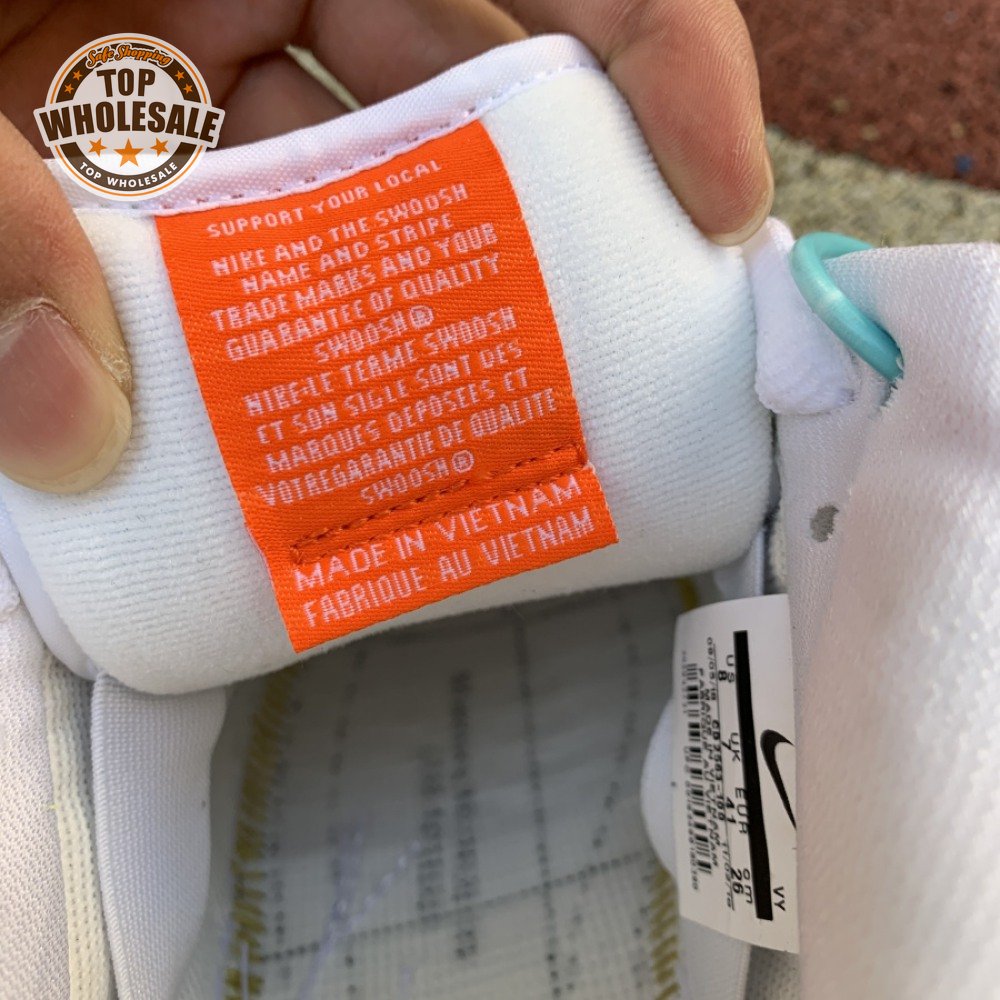 Safe Shopping
TOP
WHOLESALE
TOP WHOLESALE
SUPPORT YOUR LOCAL
NIKE AND THE SWOOSH
NAME AND STRIPE
TRADE MARKS AND YOUR
GUARANTEE OF QUALITY
SWOOSH®
NIKE-LE TERME SWOOSH
ET SON SIGLE SONT DES
MARQUES DEPOSEES ET
VOTREGARANTIE DE QUALITE
SWOOSH®
MADE IN VIETNAM
FABRIQUE AU VIETNAM
VY
US UK EUR cm
8 7 41 26